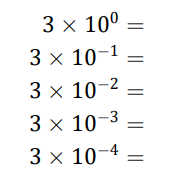 3 × 10⁰ =
3 × 10⁻¹ =
3 × 10⁻² =
3 × 10⁻³ =
3 × 10⁻⁴ =